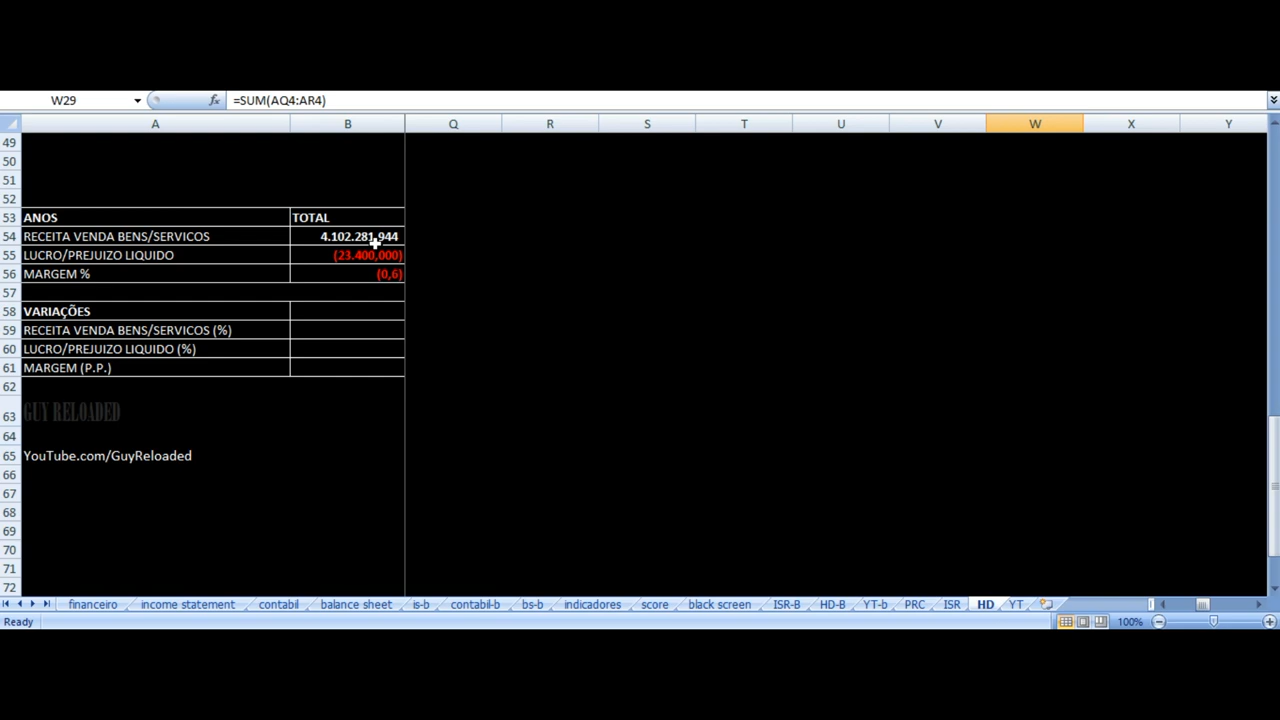 W29 fx =SUM(AQ4:AR4)
A B Q R S T U V W X Y
49
50
51
52
53 ANOS TOTAL
54 RECEITA VENDA BENS/SERVICOS 4.102.281.944
55 LUCRO/PREJUIZO LIQUIDO (23.400,000)
56 MARGEM % (0,6)
57
58 VARIAÇÕES
59 RECEITA VENDA BENS/SERVICOS (%)
60 LUCRO/PREJUIZO LIQUIDO (%)
61 MARGEM (P.P.)
62
63 GUY RELOADED
64
65 YouTube.com/GuyReloaded
66
67
68
69
70
71
72
financeiro income statement contabil balance sheet is-b contabil-b bs-b indicadores score black screen ISR-B HD-B YT-b PRC ISR HD YT
Ready 100%